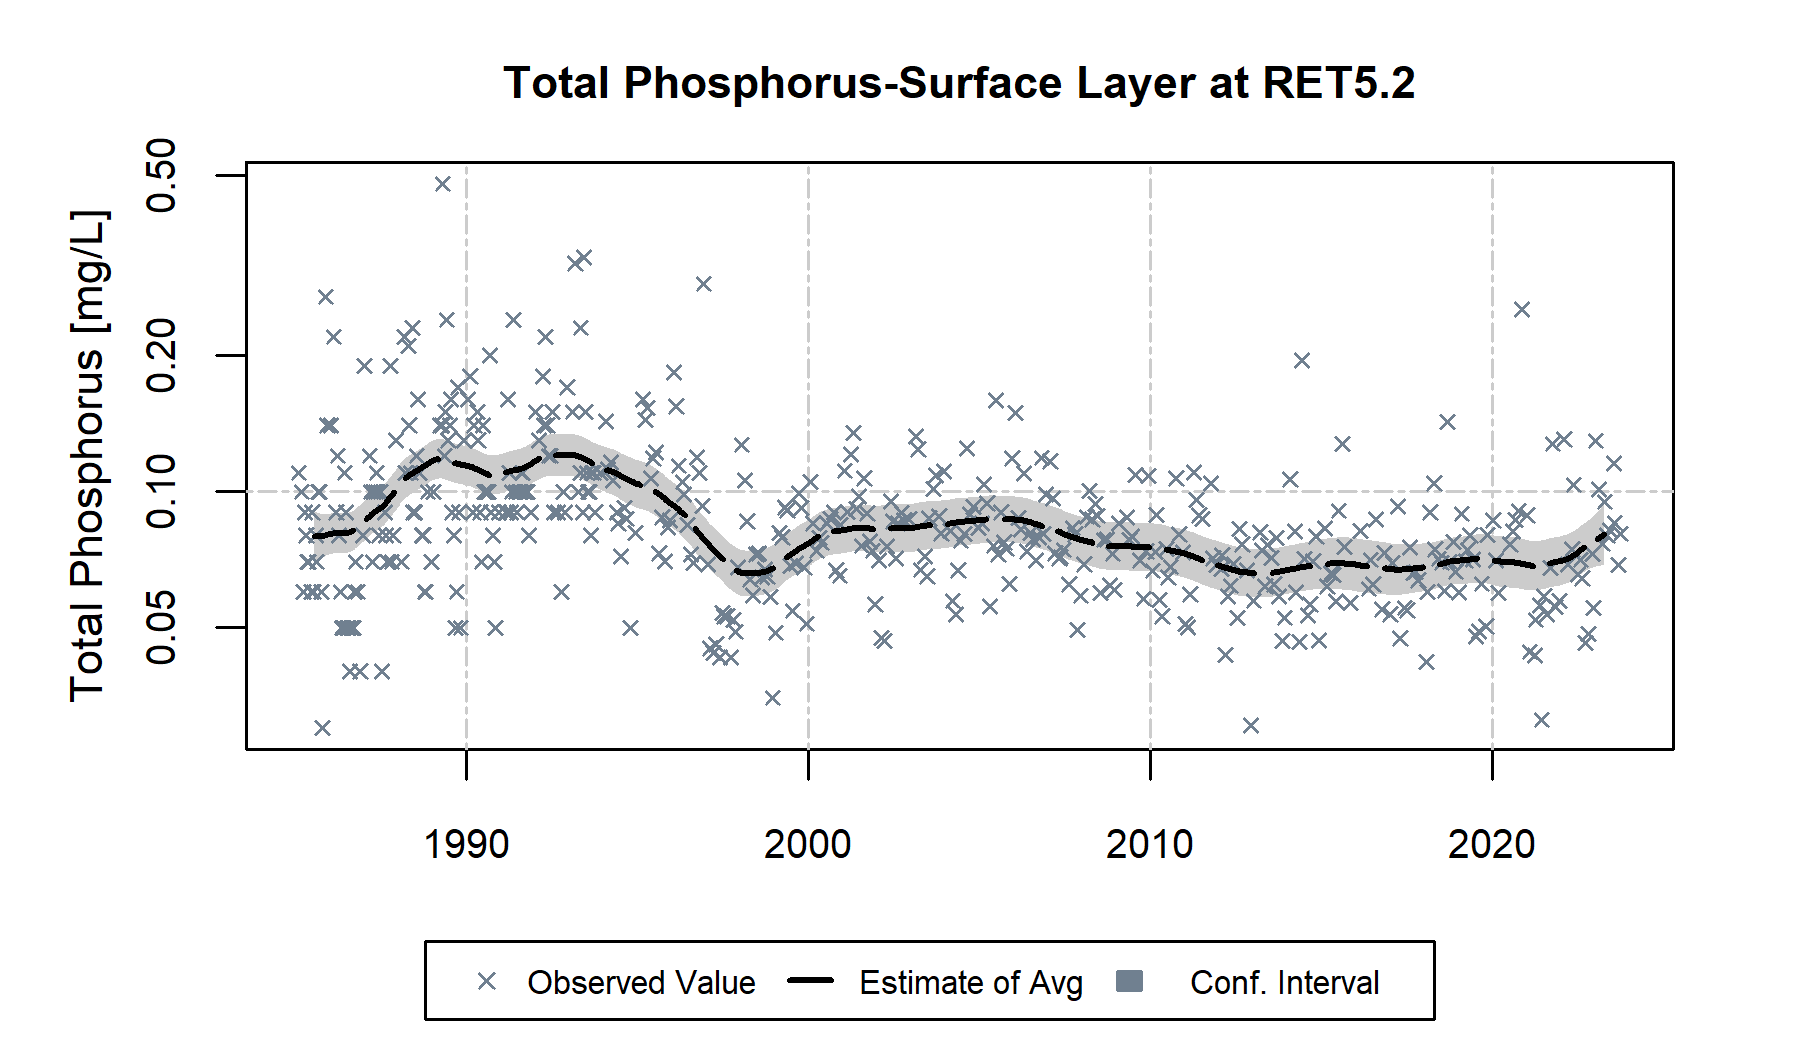 Total Phosphorus-Surface Layer at RET5.2
Total Phosphorus [mg/L]
0.50
0.20
0.10
0.05
1990 2000 2010 2020
Observed Value Estimate of Avg Conf. Interval